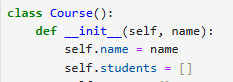 class Course():
    def __init__(self, name):
        self.name = name
        self.students = []